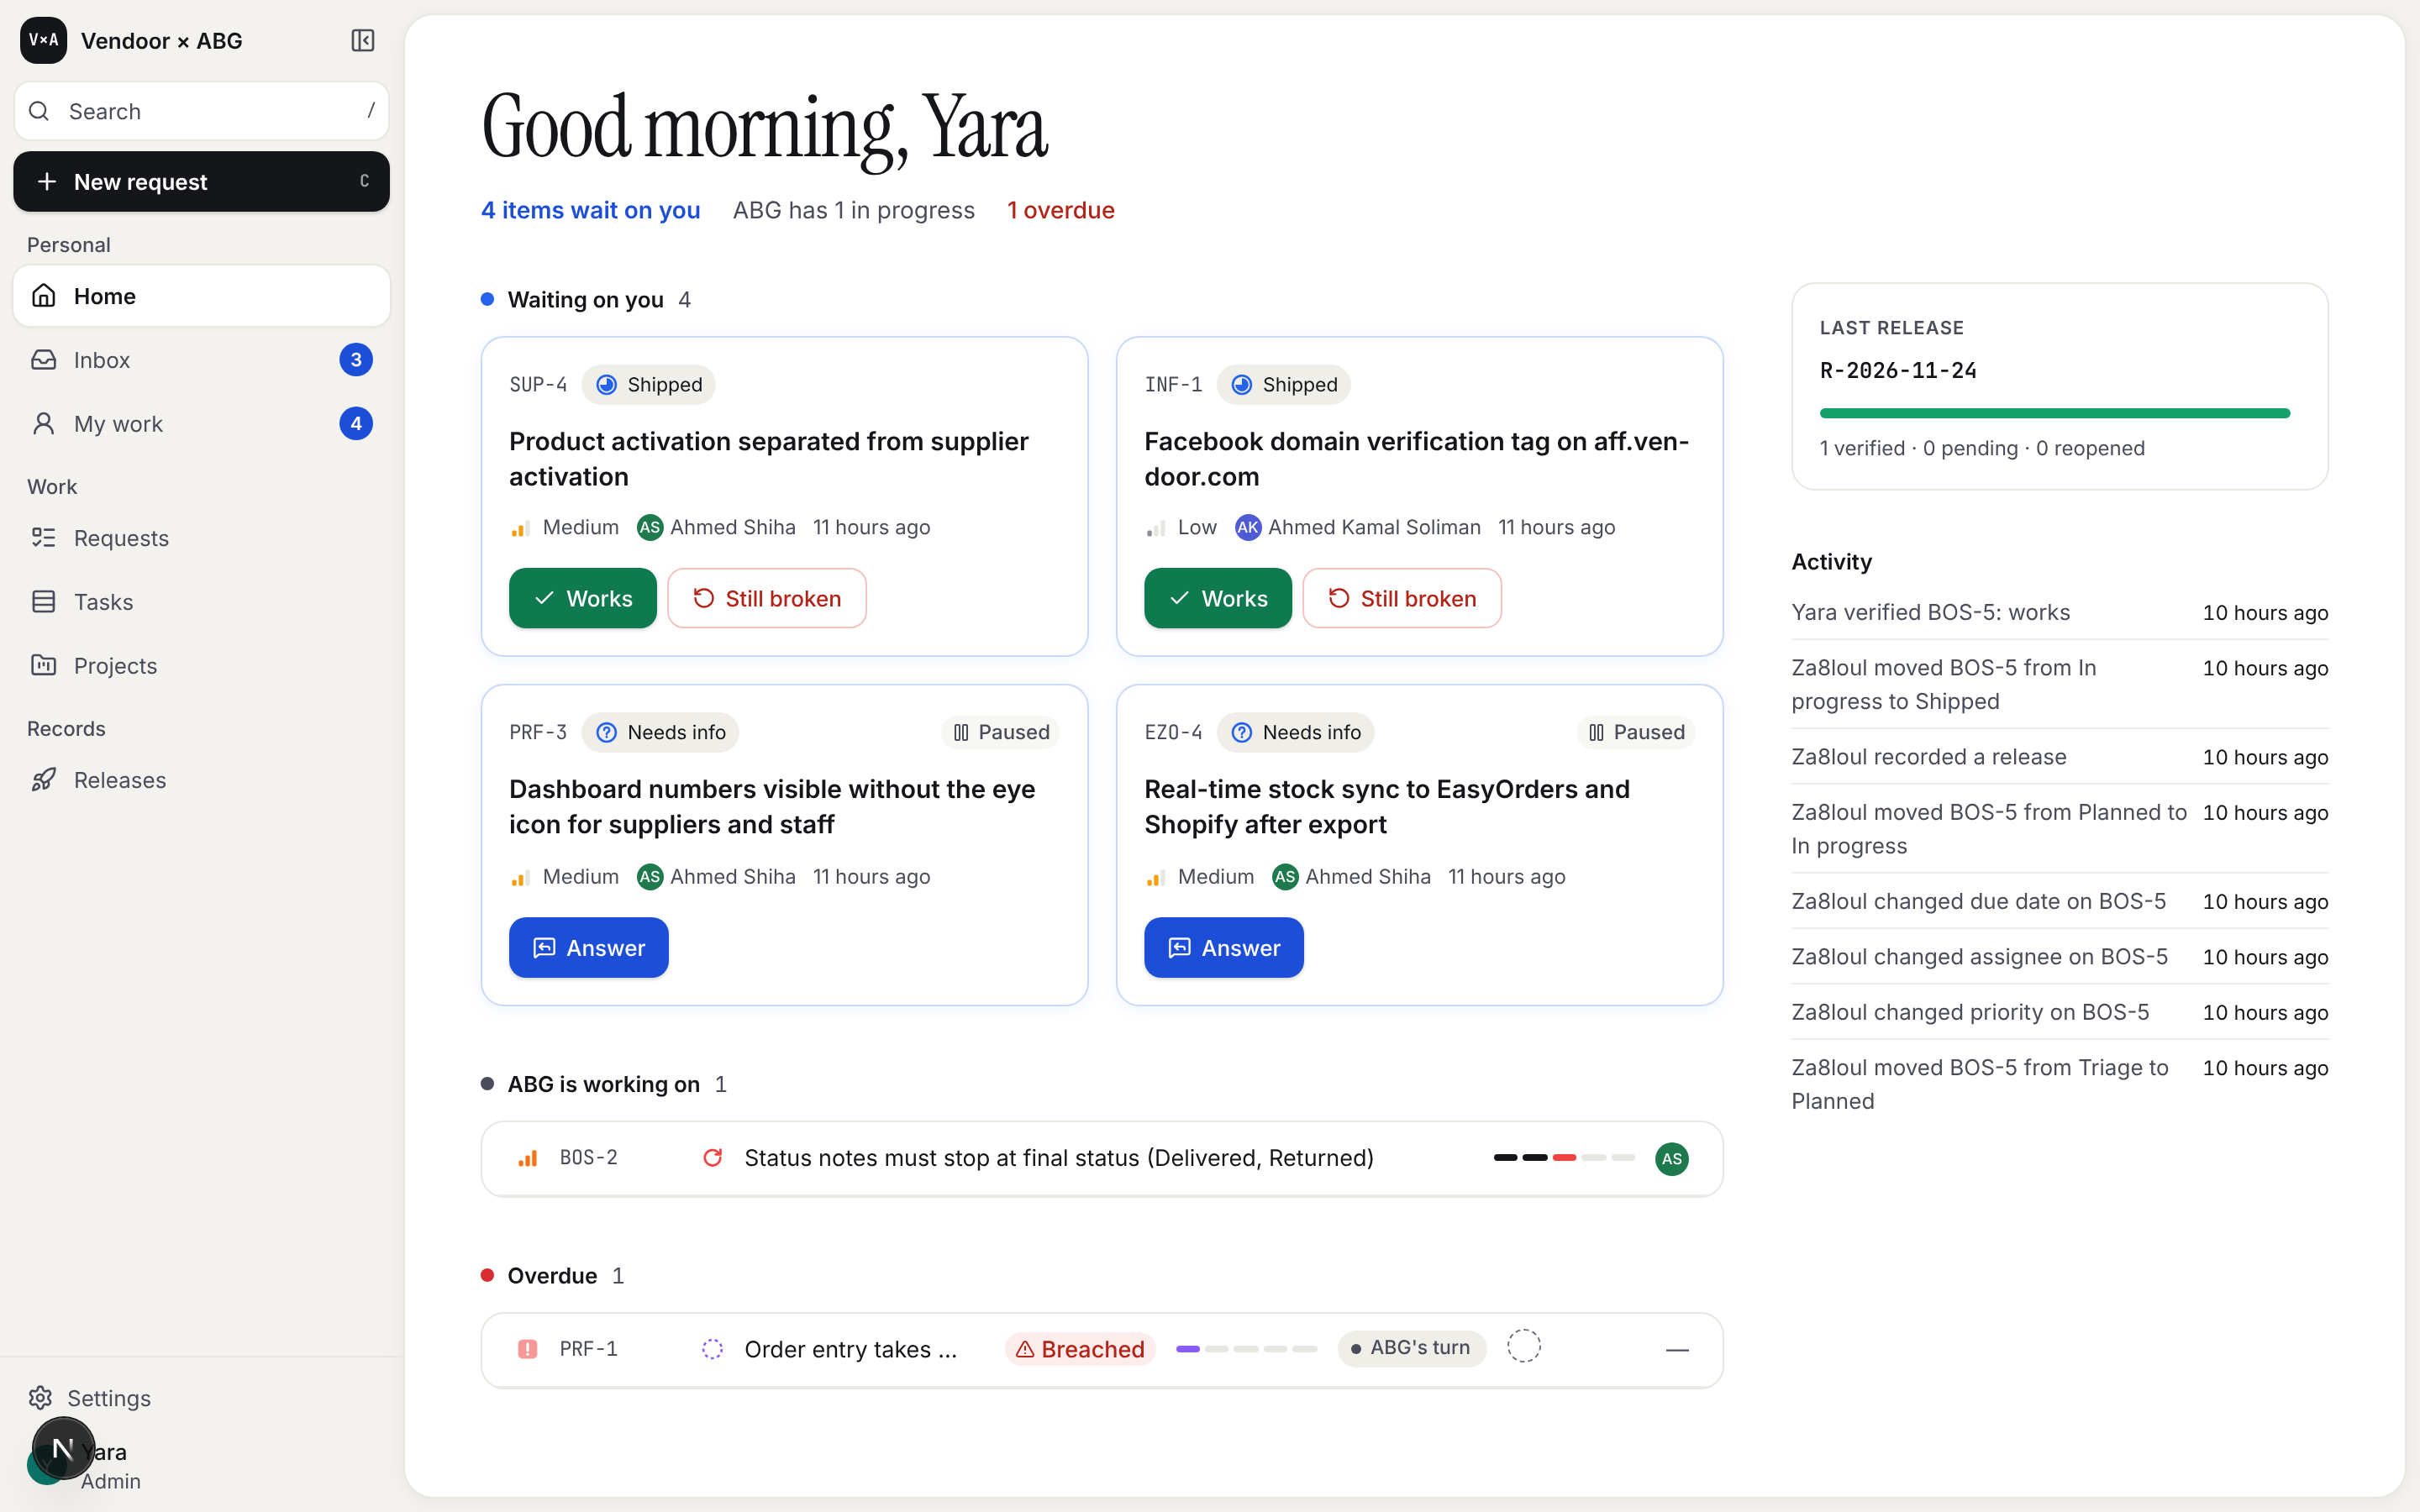 V×A Vendoor × ABG
Search /
New request C
Personal
Home
Inbox 3
My work 4
Work
Requests
Tasks
Projects
Records
Releases
Settings
N Yara
Admin
Good morning, Yara
4 items wait on you ABG has 1 in progress 1 overdue
Waiting on you 4
SUP-4 Shipped
Product activation separated from supplier
activation
Medium AS Ahmed Shiha 11 hours ago
Works Still broken
INF-1 Shipped
Facebook domain verification tag on aff.ven-
door.com
Low AK Ahmed Kamal Soliman 11 hours ago
Works Still broken
PRF-3 Needs info Paused
Dashboard numbers visible without the eye
icon for suppliers and staff
Medium AS Ahmed Shiha 11 hours ago
Answer
EZO-4 Needs info Paused
Real-time stock sync to EasyOrders and
Shopify after export
Medium AS Ahmed Shiha 11 hours ago
Answer
ABG is working on 1
BOS-2 Status notes must stop at final status (Delivered, Returned) AS
Overdue 1
PRF-1 Order entry takes ... Breached ABG's turn —
LAST RELEASE
R-2026-11-24
1 verified · 0 pending · 0 reopened
Activity
Yara verified BOS-5: works 10 hours ago
Za8loul moved BOS-5 from In 10 hours ago
progress to Shipped
Za8loul recorded a release 10 hours ago
Za8loul moved BOS-5 from Planned to 10 hours ago
In progress
Za8loul changed due date on BOS-5 10 hours ago
Za8loul changed assignee on BOS-5 10 hours ago
Za8loul changed priority on BOS-5 10 hours ago
Za8loul moved BOS-5 from Triage to 10 hours ago
Planned